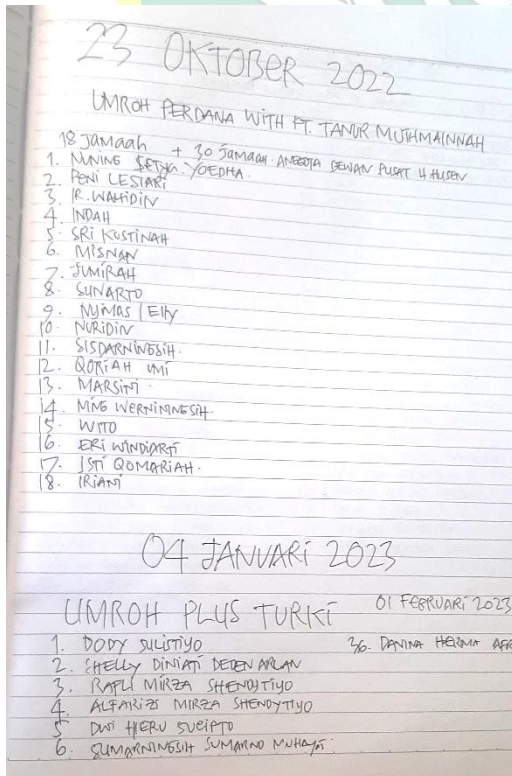 23 OKTOBER 2022
UMROH PERDANA WITH PT. TANUR MUTHMAINNAH
18 JAMAAH + 30 JAMAAH ANGGOTA DEWAN PUSAT H HUSEN
1. NUNING SETYA YOEDHA
2. PENI LESTARI
3. IR. WAHIDIN
4. INDAH
5. SRI KUSTINAH
6. MISNAN
7. JUMIRAH
8. SUNARTO
9. NYIMAS / Elly
10. NURIDIN
11. SISDARNINGSIH
12. QORIAH UMI
13. MARSINI
14. MING WERNININGSIH
15. WITO
16. ERI WINDIARTI
17. ISTI QOMARIAH
18. IRIANI
04 JANUARI 2023
UMROH PLUS TURKI
1. DODY SULISTIYO
2. SHELLY DINIATI DEDEN ARLAN
3. RAFLI MIRZA SHENDYTIYO
4. ALFARIZI MIRZA SHENDYTIYO
5 DWI HERU SUCIPTO
6. SUMARNINGSIH SUMARNO MUHAJI
01 FEBRUARI 2023
36. DANINA HERMA AFR